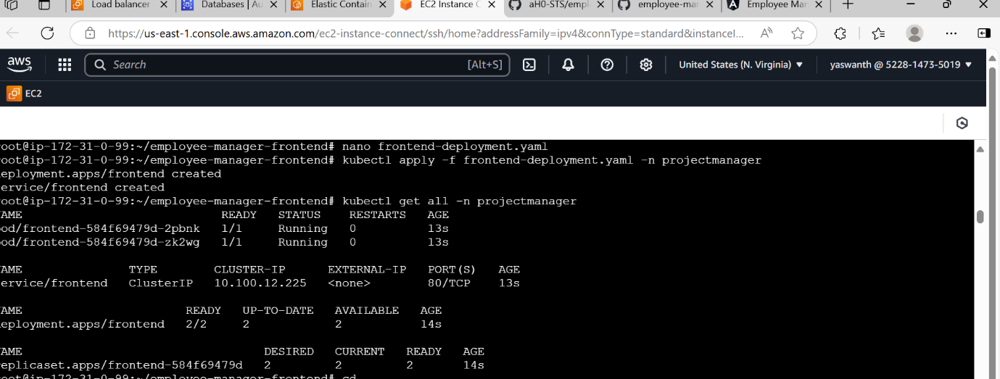 Load balancer
Databases | Au
Elastic Contain
EC2 Instance C
aH0-STS/empl
employee-mar
Employee Mar
https://us-east-1.console.aws.amazon.com/ec2-instance-connect/ssh/home?addressFamily=ipv4&connType=standard&instanceI...
aws
Search
[Alt+S]
United States (N. Virginia)
yaswanth @ 5228-1473-5019
EC2
oot@ip-172-31-0-99:~/employee-manager-frontend# nano frontend-deployment.yaml
oot@ip-172-31-0-99:~/employee-manager-frontend# kubectl apply -f frontend-deployment.yaml -n projectmanager
eployment.apps/frontend created
ervice/frontend created
oot@ip-172-31-0-99:~/employee-manager-frontend# kubectl get all -n projectmanager
AME READY STATUS RESTARTS AGE
od/frontend-584f69479d-2pbnk 1/1 Running 0 13s
od/frontend-584f69479d-zk2wg 1/1 Running 0 13s
AME TYPE CLUSTER-IP EXTERNAL-IP PORT(S) AGE
ervice/frontend ClusterIP 10.100.12.225 <none> 80/TCP 13s
AME READY UP-TO-DATE AVAILABLE AGE
eployment.apps/frontend 2/2 2 2 14s
AME DESIRED CURRENT READY AGE
eplicaset.apps/frontend-584f69479d 2 2 2 14s
oot@ip-172-31-0-99:~/employee-manager-frontend# cd